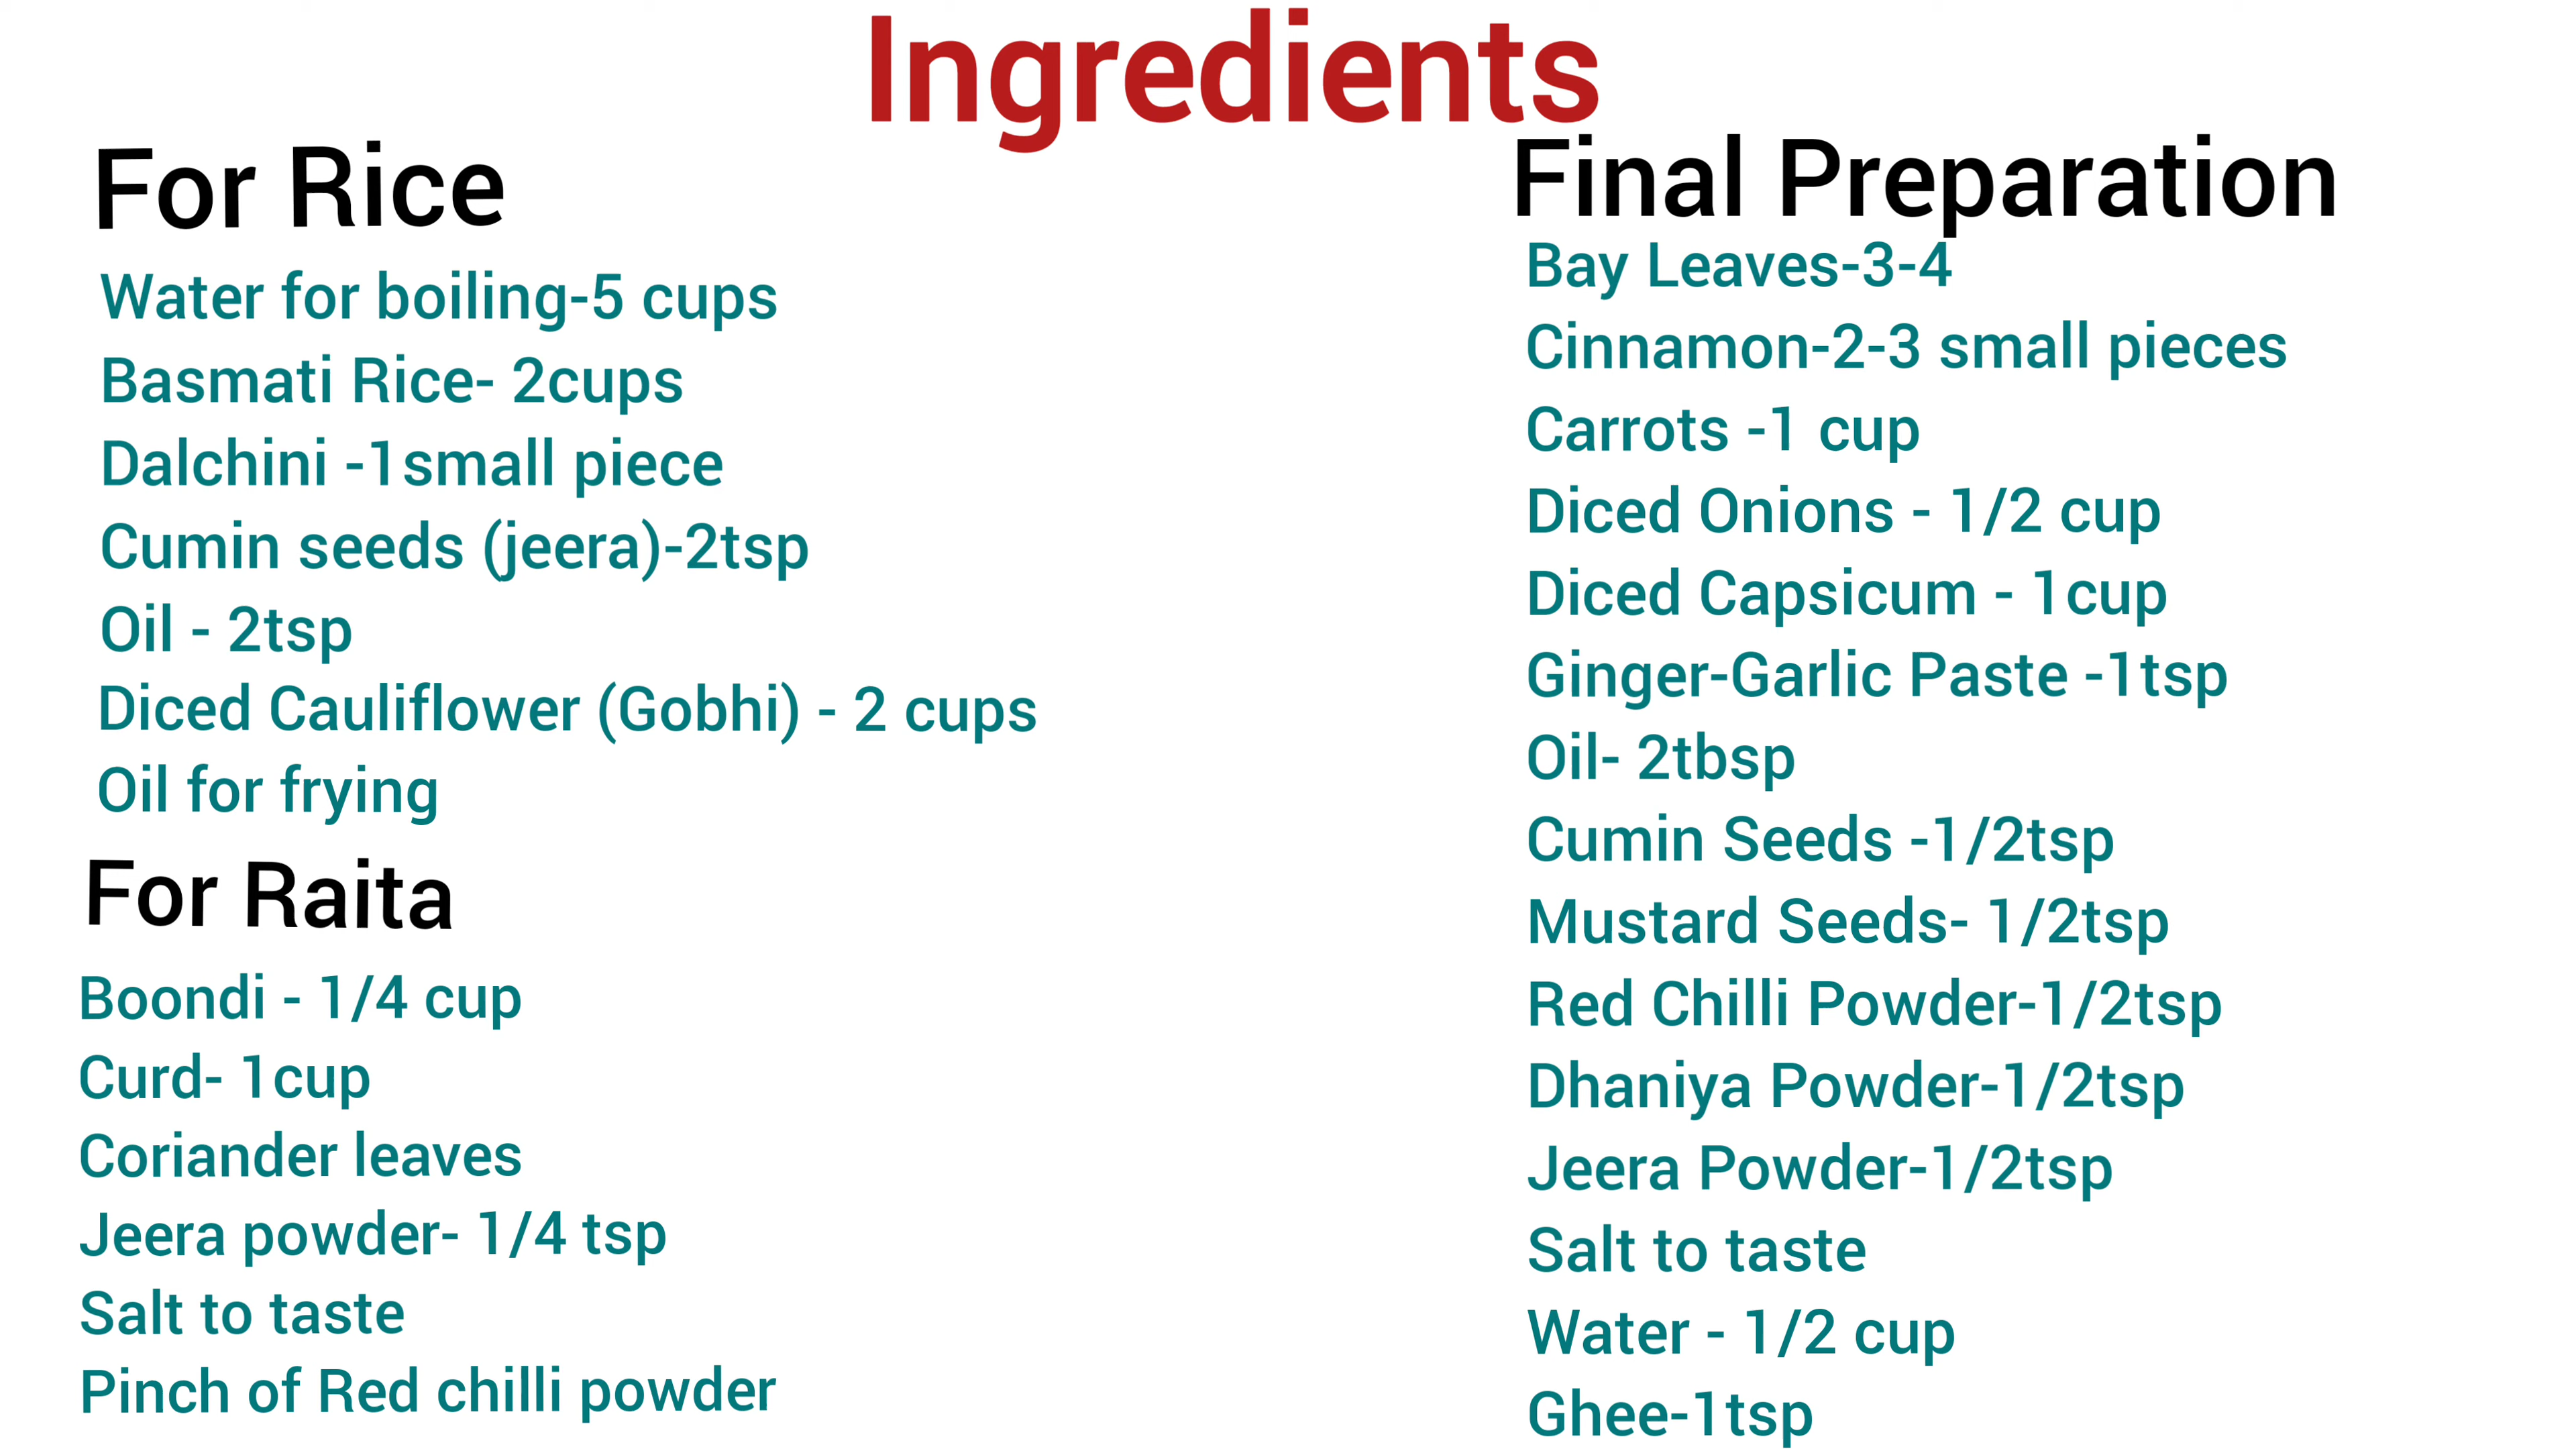 Ingredients
For Rice
Water for boiling-5 cups
Basmati Rice- 2cups
Dalchini -1small piece
Cumin seeds (jeera)-2tsp
Oil - 2tsp
Diced Cauliflower (Gobhi) - 2 cups
Oil for frying
For Raita
Boondi - 1/4 cup
Curd- 1cup
Coriander leaves
Jeera powder- 1/4 tsp
Salt to taste
Pinch of Red chilli powder
Final Preparation
Bay Leaves-3-4
Cinnamon-2-3 small pieces
Carrots -1 cup
Diced Onions - 1/2 cup
Diced Capsicum - 1cup
Ginger-Garlic Paste -1tsp
Oil- 2tbsp
Cumin Seeds -1/2tsp
Mustard Seeds- 1/2tsp
Red Chilli Powder-1/2tsp
Dhaniya Powder-1/2tsp
Jeera Powder-1/2tsp
Salt to taste
Water - 1/2 cup
Ghee-1tsp